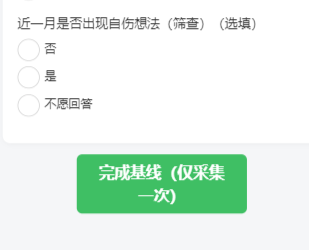 近一月是否出现自伤想法（筛查）（选填）
否
是
不愿回答
完成基线（仅采集
一次）